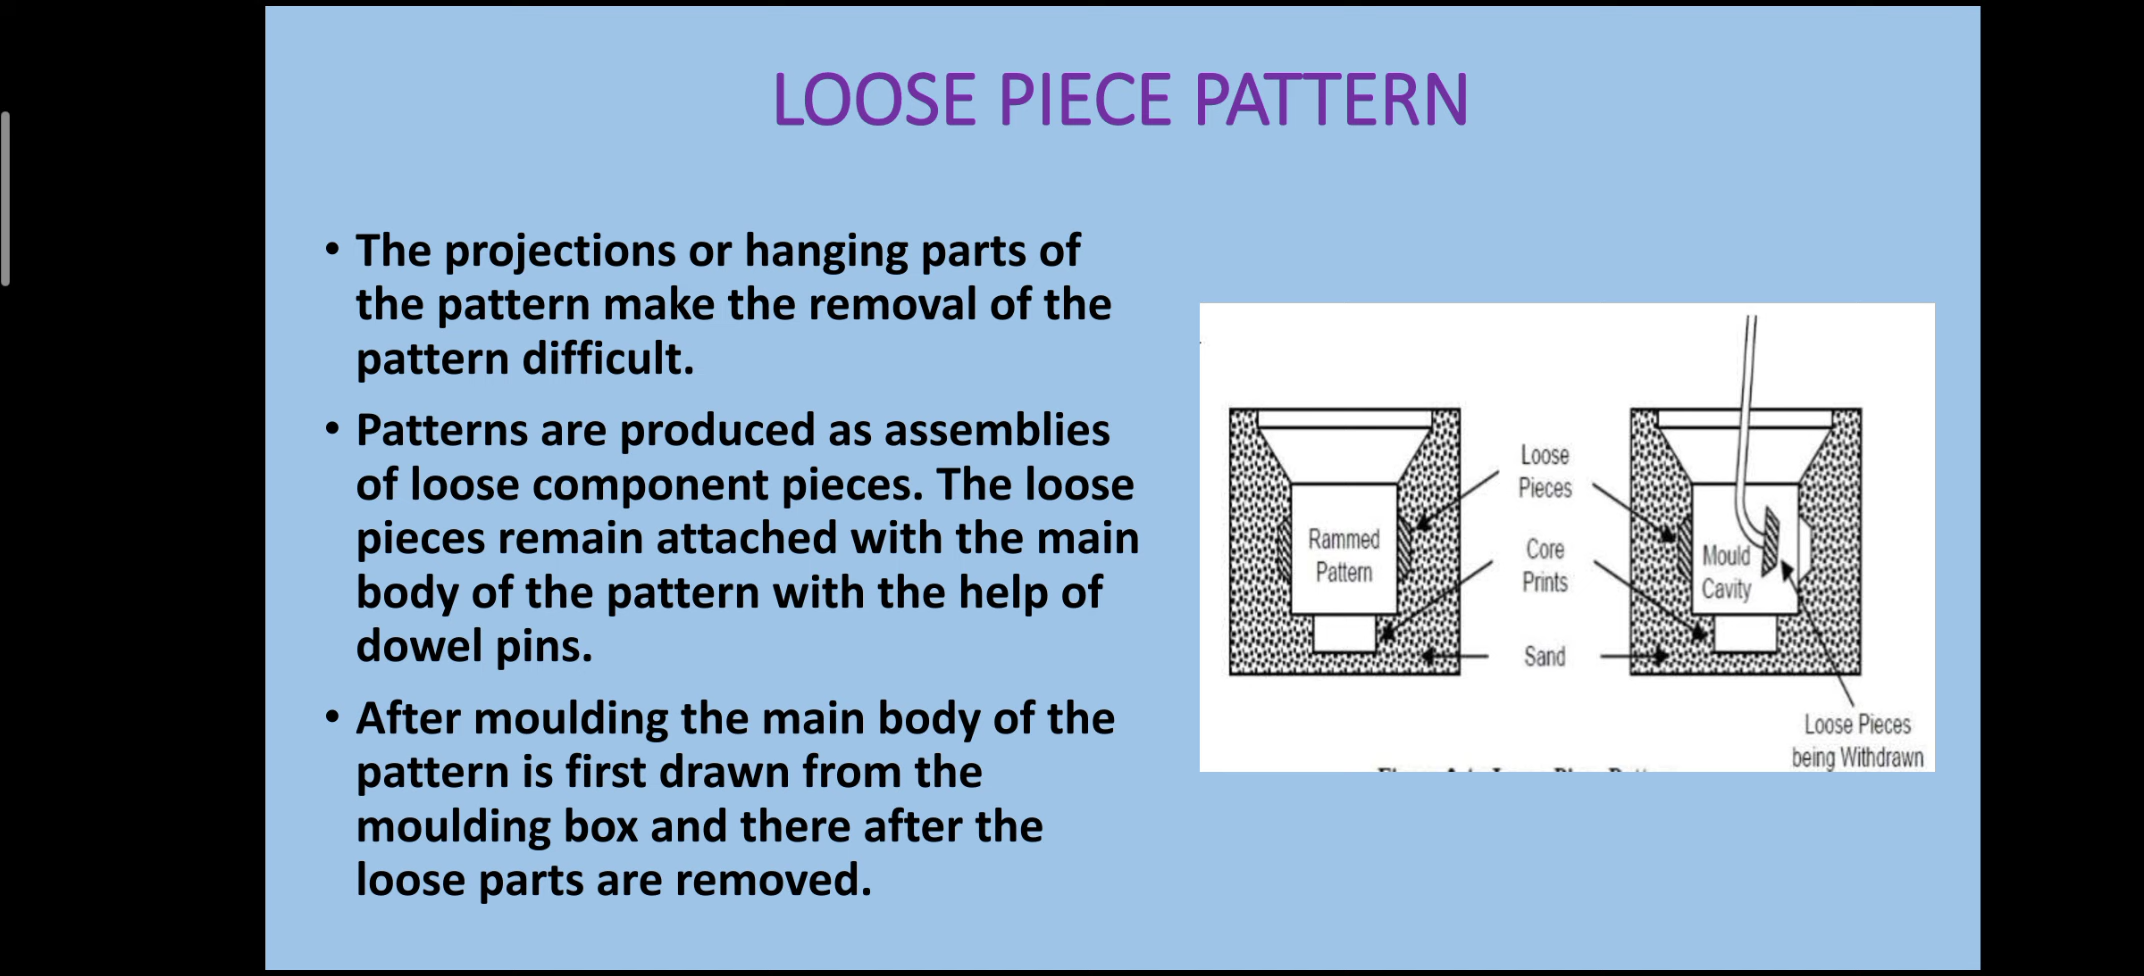 LOOSE PIECE PATTERN
• The projections or hanging parts of
the pattern make the removal of the
pattern difficult.
• Patterns are produced as assemblies
of loose component pieces. The loose
pieces remain attached with the main
body of the pattern with the help of
dowel pins.
• After moulding the main body of the
pattern is first drawn from the
moulding box and there after the
loose parts are removed.
Loose
Pieces
Rammed
Pattern
Core
Prints
Mould
Cavity
Sand
Loose Pieces
being Withdrawn